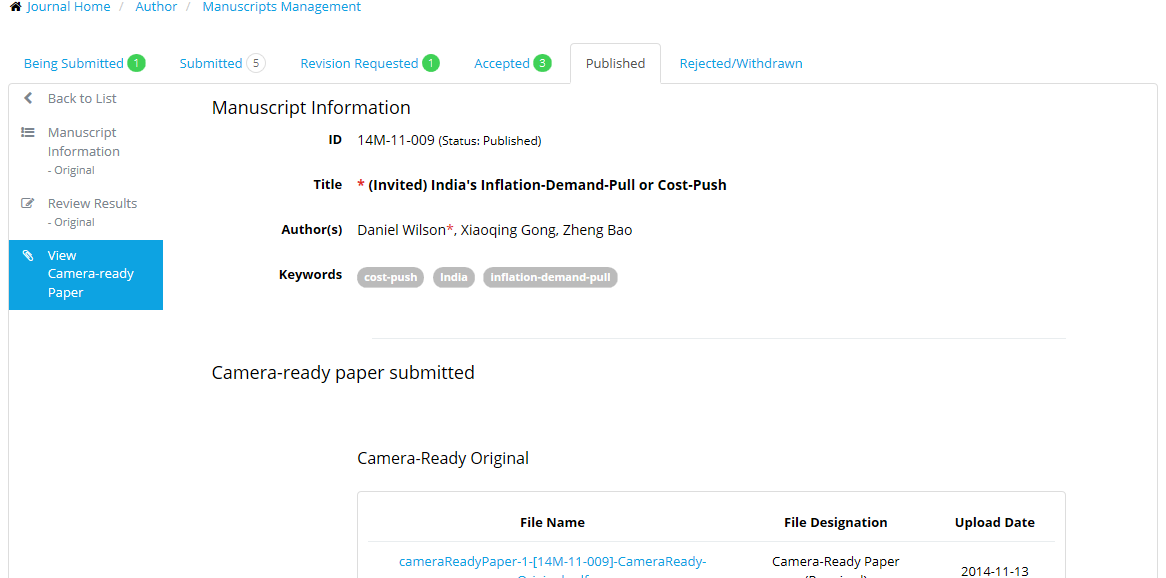 Journal Home / Author / Manuscripts Management
Being Submitted 1 Submitted 5 Revision Requested 1 Accepted 3 Published Rejected/Withdrawn
Back to List
Manuscript
Information
- Original
Review Results
- Original
View
Camera-ready
Paper
Manuscript Information
ID 14M-11-009 (Status: Published)
Title * (Invited) India's Inflation-Demand-Pull or Cost-Push
Author(s) Daniel Wilson*, Xiaoqing Gong, Zheng Bao
Keywords cost-push India inflation-demand-pull
Camera-ready paper submitted
Camera-Ready Original
File Name File Designation Upload Date
cameraReadyPaper-1-[14M-11-009]-CameraReady-
Camera-Ready Paper
2014-11-13